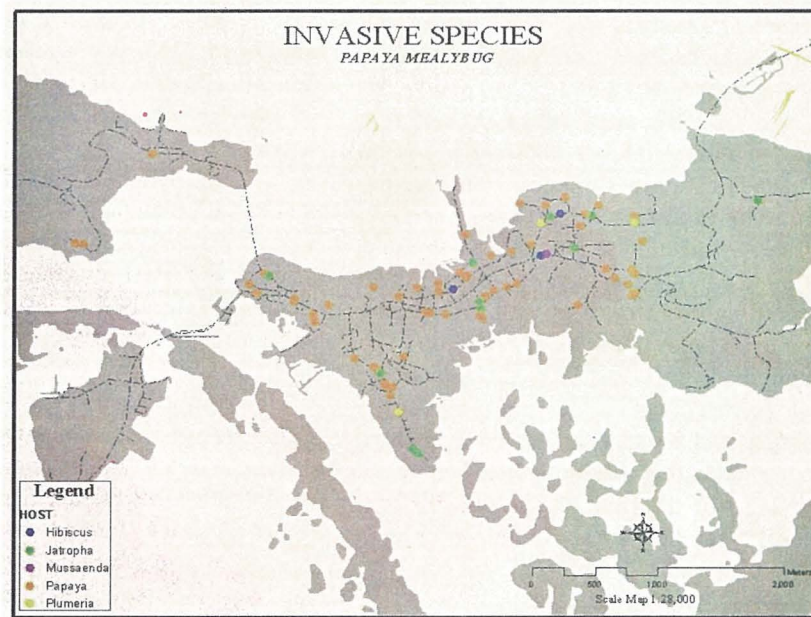 INVASIVE SPECIES
PAPAYA MEALYBUG
Legend
HOST
Hibiscus
Jatropha
Mussaenda
Papaya
Plumeria
0 500 1,000 2,000
Scale Map 1:28,000